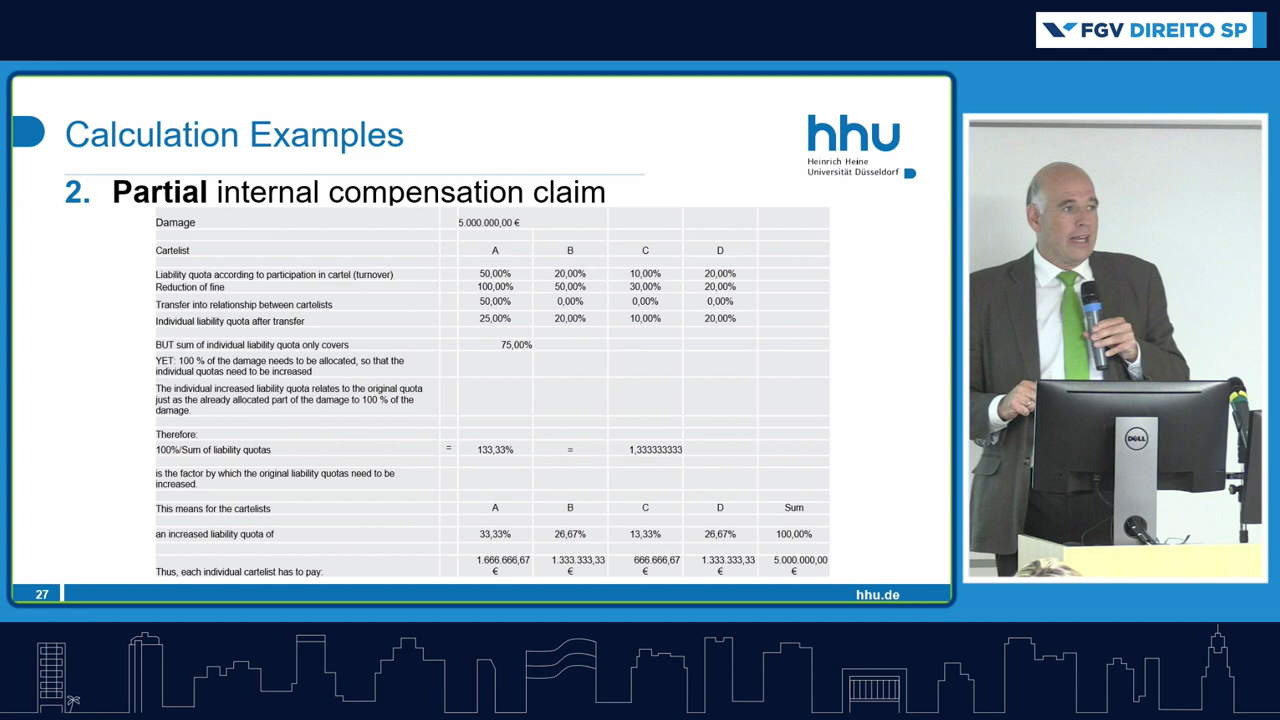 FGV DIREITO SP
Calculation Examples
hhu
Heinrich Heine
Universität Düsseldorf
2. Partial internal compensation claim
Damage 5.000.000,00 €
Cartelist A B C D
Liability quota according to participation in cartel (turnover) 50,00% 20,00% 10,00% 20,00%
Reduction of fine 100,00% 50,00% 30,00% 20,00%
Transfer into relationship between cartelists 50,00% 0,00% 0,00% 0,00%
Individual liability quota after transfer 25,00% 20,00% 10,00% 20,00%
BUT sum of individual liability quota only covers 75,00%
YET: 100 % of the damage needs to be allocated, so that the
individual quotas need to be increased
The individual increased liability quota relates to the original quota
just as the already allocated part of the damage to 100 % of the
damage.
Therefore:
100%/Sum of liability quotas = 133,33% = 1,333333333
is the factor by which the original liability quotas need to be
increased.
This means for the cartelists A B C D Sum
an increased liability quota of 33,33% 26,67% 13,33% 26,67% 100,00%
1.666.666,67 1.333.333,33 666.666,67 1.333.333,33 5.000.000,00
Thus, each individual cartelist has to pay: € € € € €
27
hhu.de
DELL